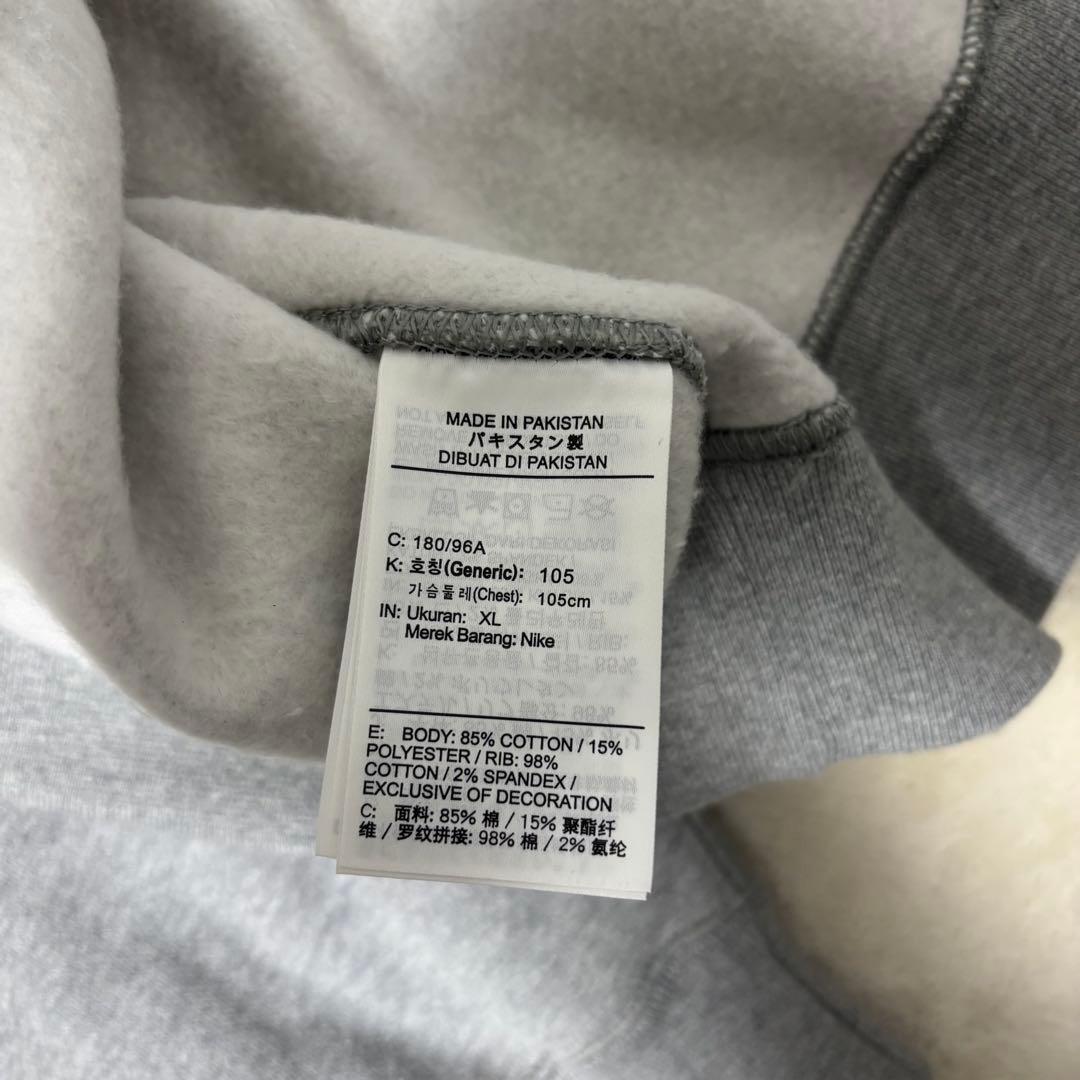 MADE IN PAKISTAN
パキスタン製
DIBUAT DI PAKISTAN
C: 180/96A
K: 호칭(Generic): 105
가슴둘레(Chest): 105cm
IN: Ukuran: XL
Merek Barang: Nike
E: BODY: 85% COTTON / 15%
POLYESTER / RIB: 98%
COTTON / 2% SPANDEX /
EXCLUSIVE OF DECORATION
C: 面料: 85% 棉 / 15% 聚酯纤
维 / 罗纹拼接: 98% 棉 / 2% 氨纶